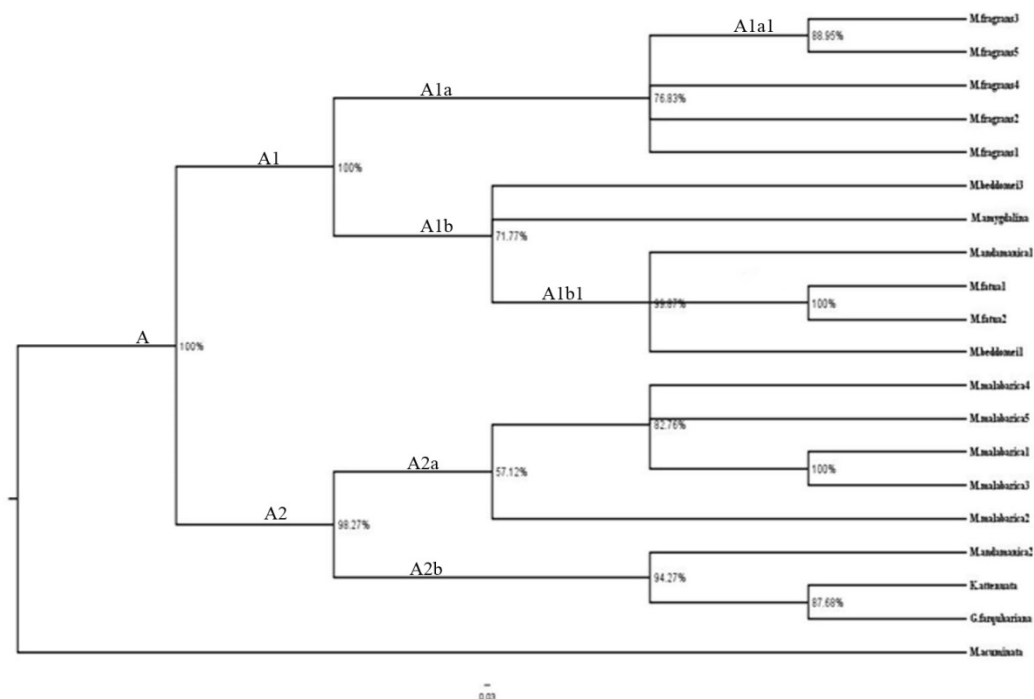 M.fragrans3
A1a1
88.95%
M.fragrans5
A1a
M.fragrans4
76.83%
M.fragrans2
M.fragrans1
A1
100%
M.beddomei3
M.amygdalina
A1b
71.77%
M.andamanica1
M.fatua1
A1b1
99.87%
100%
M.fatua2
A
100%
M.beddomei1
M.malabarica4
M.malabarica5
82.76%
M.malabarica1
A2a
57.12%
100%
M.malabarica3
A2
98.27%
M.malabarica2
M.andamanica2
A2b
94.27%
K.attenuata
87.68%
G.farquhariana
M.acuminata
0.03